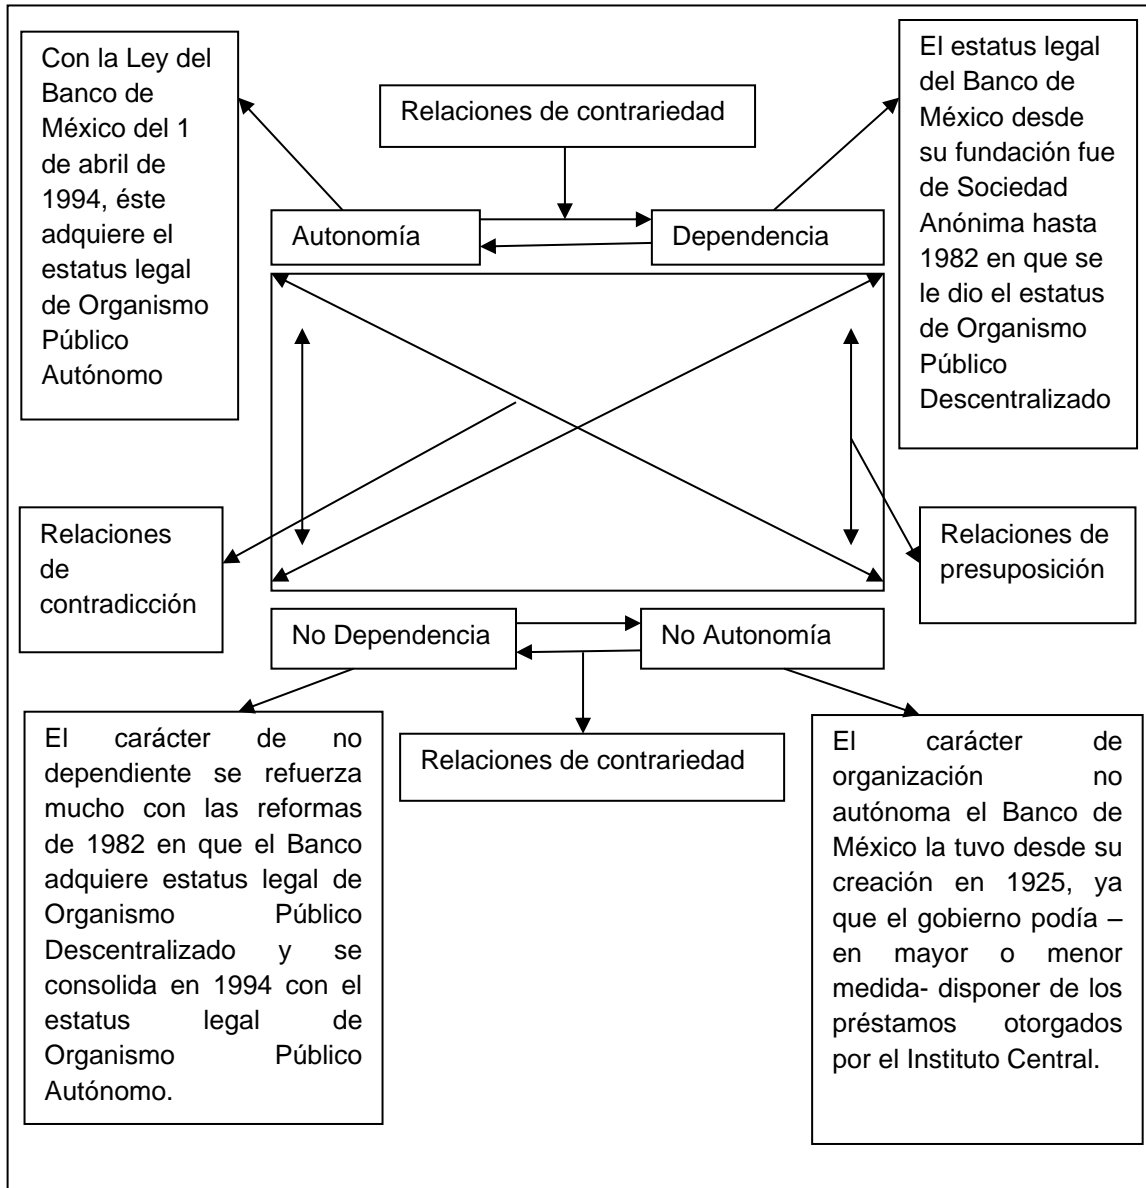 Con la Ley del
Banco de
México del 1
de abril de
1994, éste
adquiere el
estatus legal
de Organismo
Público
Autónomo
Relaciones de contrariedad
El estatus legal
del Banco de
México desde
su fundación fue
de Sociedad
Anónima hasta
1982 en que se
le dio el estatus
de Organismo
Público
Descentralizado
Autonomía
Dependencia
Relaciones
de
contradicción
Relaciones de
presuposición
No Dependencia
No Autonomía
El carácter de no
dependiente se refuerza
mucho con las reformas
de 1982 en que el Banco
adquiere estatus legal de
Organismo Público
Descentralizado y se
consolida en 1994 con el
estatus legal de
Organismo Público
Autónomo.
Relaciones de contrariedad
El carácter de
organización no
autónoma el Banco de
México la tuvo desde su
creación en 1925, ya
que el gobierno podía –
en mayor o menor
medida- disponer de los
préstamos otorgados
por el Instituto Central.